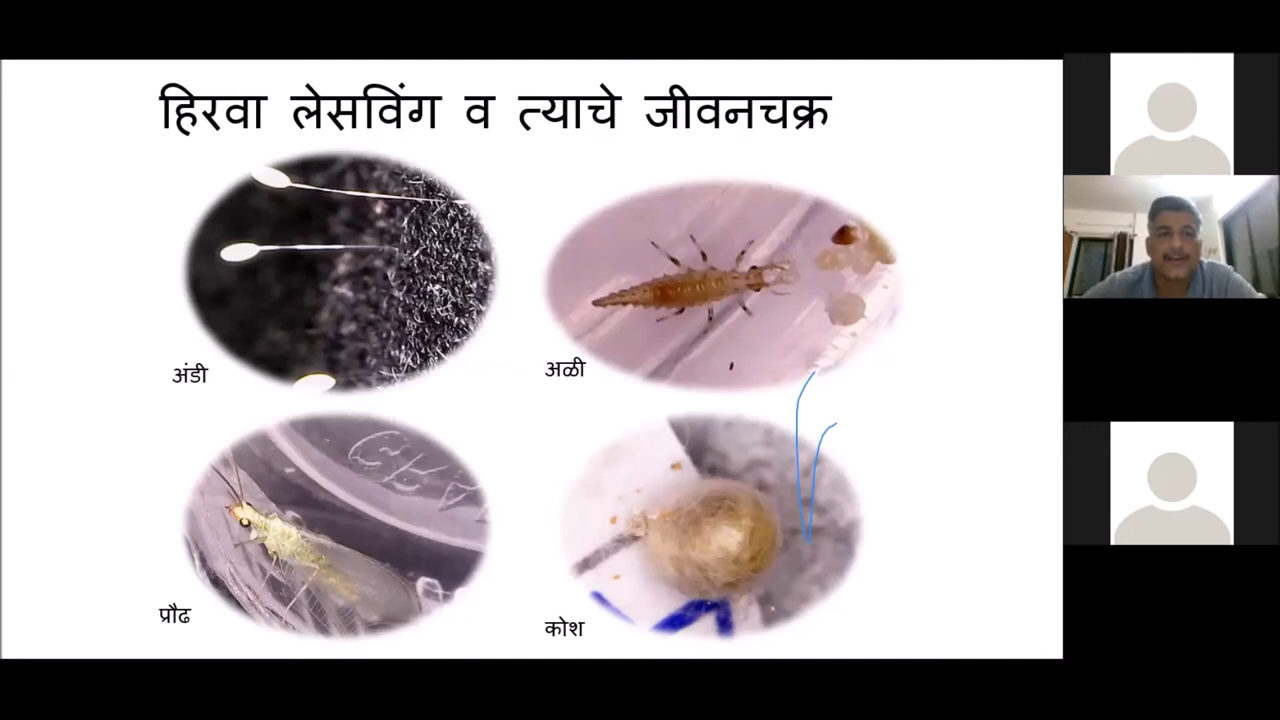 हिरवा लेसविंग व त्याचे जीवनचक्र
अंडी
अळी
प्रौढ
कोश